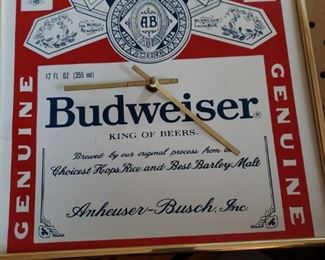 AB
12 FL OZ (355 ml)
Budweiser®
KING OF BEERS.
Brewed by our original process from
Choicest Hops, Rice and Best Barley Malt
Anheuser-Busch, Inc.
GENUINE
GENUINE